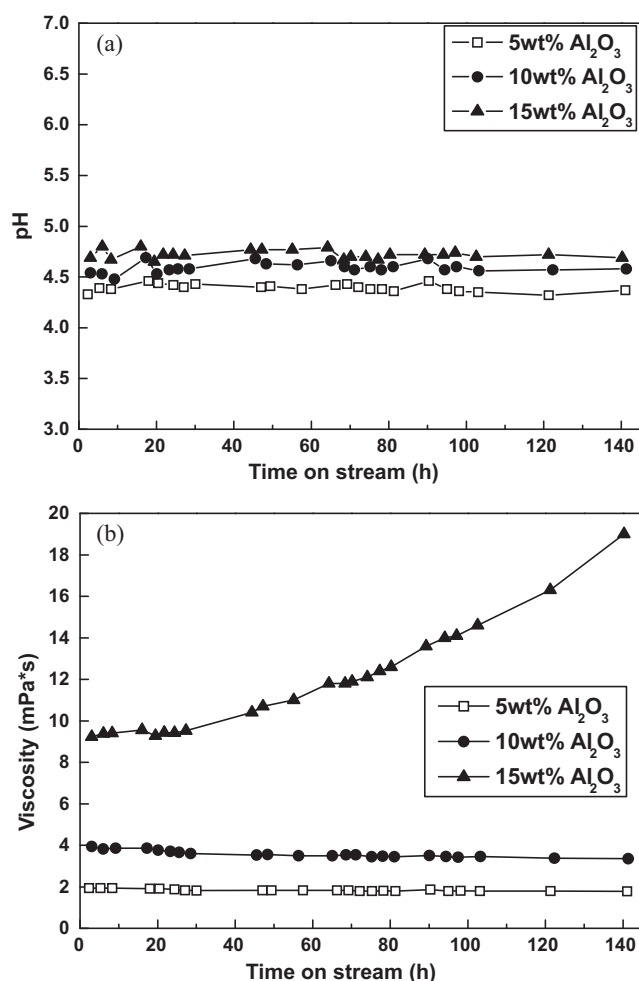 (a)
7.0
6.5
6.0
5.5
5.0
4.5
4.0
3.5
3.0
pH
5wt% Al₂O₃
10wt% Al₂O₃
15wt% Al₂O₃
0 20 40 60 80 100 120 140
Time on stream (h)
(b)
20
18
16
14
12
10
8
6
4
2
0
Viscosity (mPa*s)
5wt% Al₂O₃
10wt% Al₂O₃
15wt% Al₂O₃
0 20 40 60 80 100 120 140
Time on stream (h)